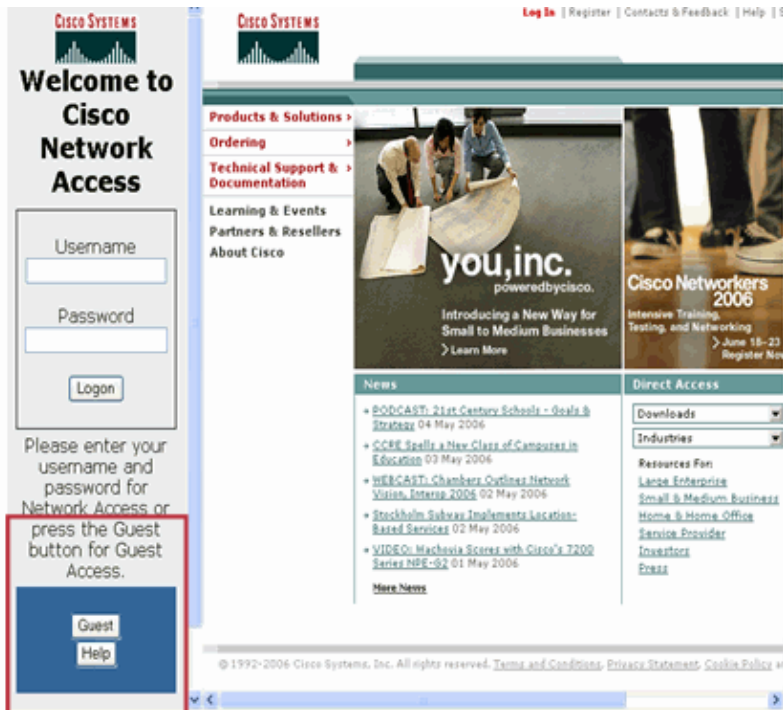 CISCO SYSTEMS
Welcome to
Cisco
Network
Access
Username
Password
Logon
Please enter your
username and
password for
Network Access or
press the Guest
button for Guest
Access.
Guest
Help
CISCO SYSTEMS
Log In | Register | Contacts & Feedback | Help |
Products & Solutions
Ordering
Technical Support &
Documentation
Learning & Events
Partners & Resellers
About Cisco
you,inc.
poweredbycisco.
Introducing a New Way for
Small to Medium Businesses
Learn More
Cisco Networkers
2006
Intensive Training,
Testing, and Networking
June 18-23
Register Now
News
PODCAST: 21st Century Schools - Goals &
Strategy 04 May 2006
CCRE Spells a New Class of Campuses in
Education 03 May 2006
WEBCAST: Chambers Outlines Network
Vision, Interop 2006 02 May 2006
Stockholm Subway Implements Location-
Based Services 02 May 2006
VIDEO: Wachovia Scores with Cisco's 7200
Series NPE-G2 01 May 2006
More News
Direct Access
Downloads
Industries
Resources For:
Large Enterprise
Small & Medium Business
Home & Home Office
Service Provider
Investors
Press
© 1992-2006 Cisco Systems, Inc. All rights reserved. Terms and Conditions, Privacy Statement, Cookie Policy